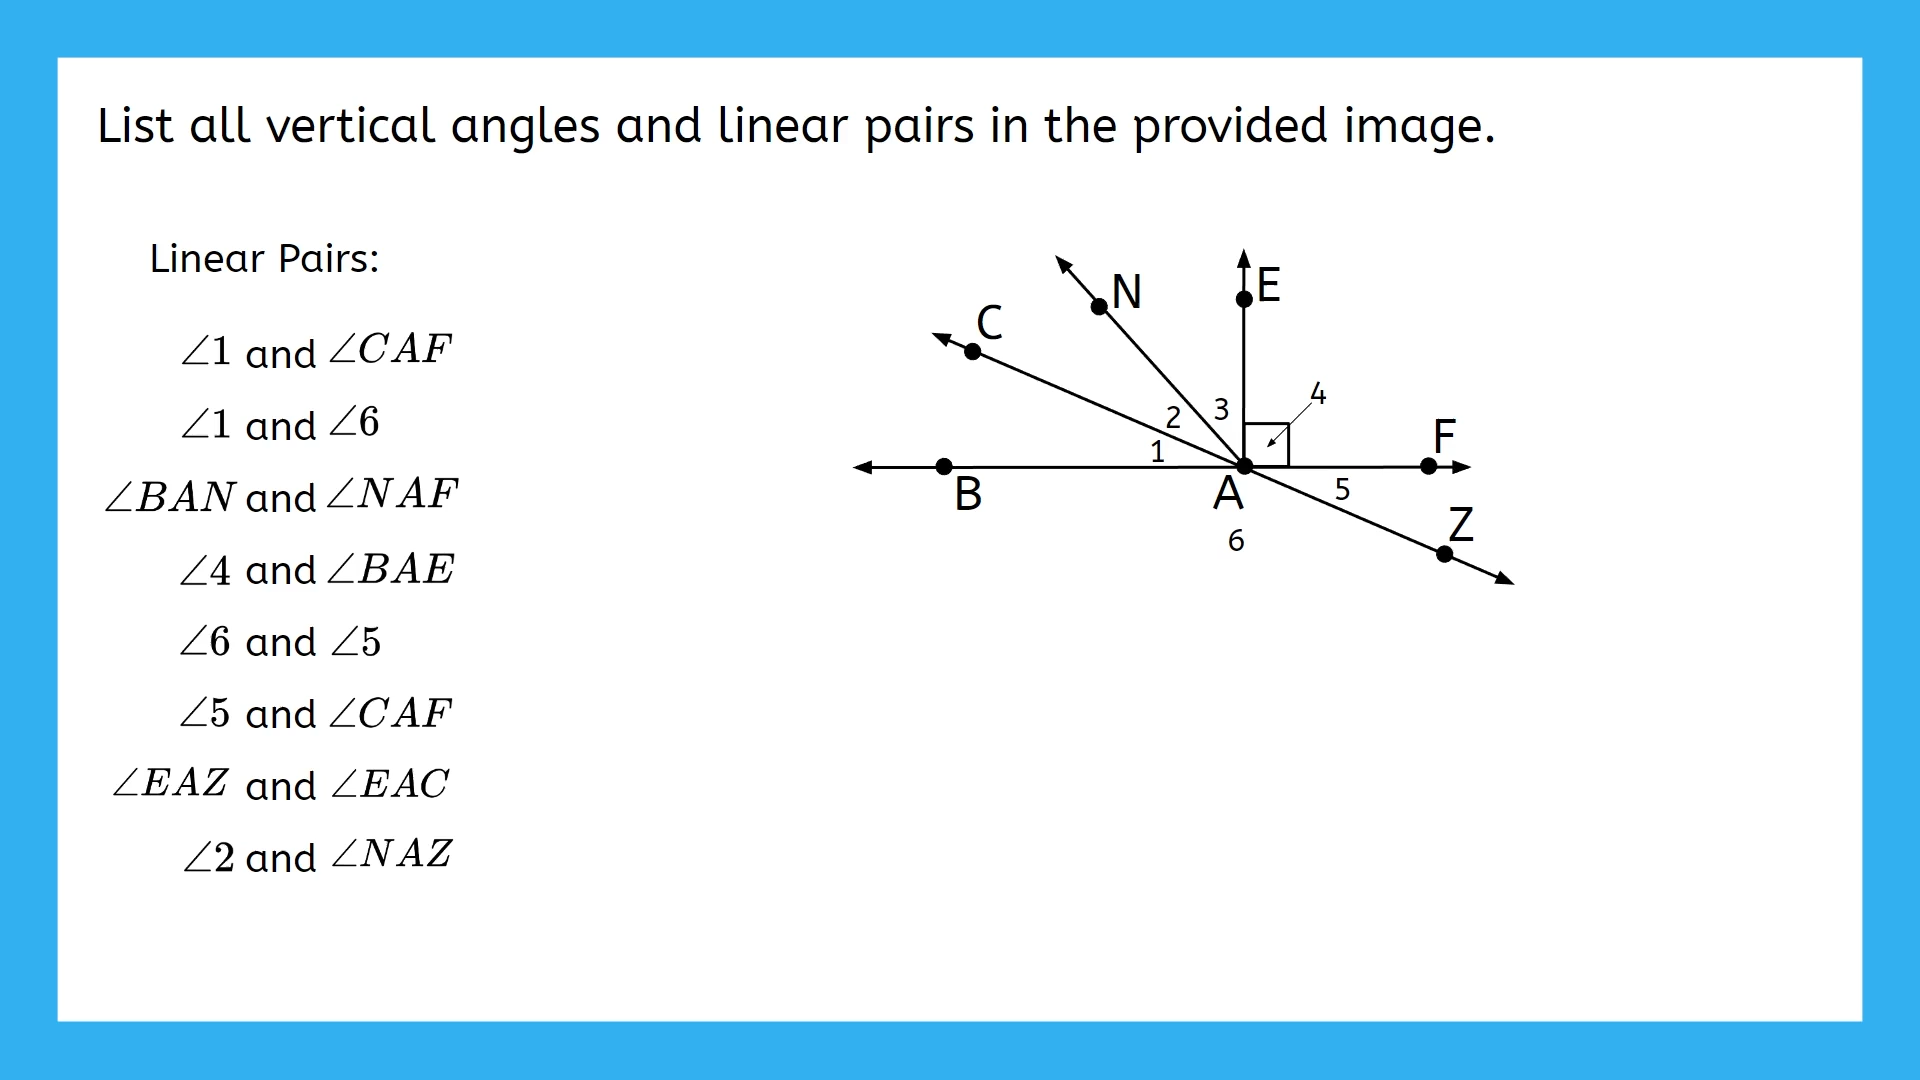 List all vertical angles and linear pairs in the provided image.
Linear Pairs:
∠1 and ∠CAF
∠1 and ∠6
∠BAN and ∠NAF
∠4 and ∠BAE
∠6 and ∠5
∠5 and ∠CAF
∠EAZ and ∠EAC
∠2 and ∠NAZ
N
E
C
4
2
3
F
1
B
A
5
Z
6